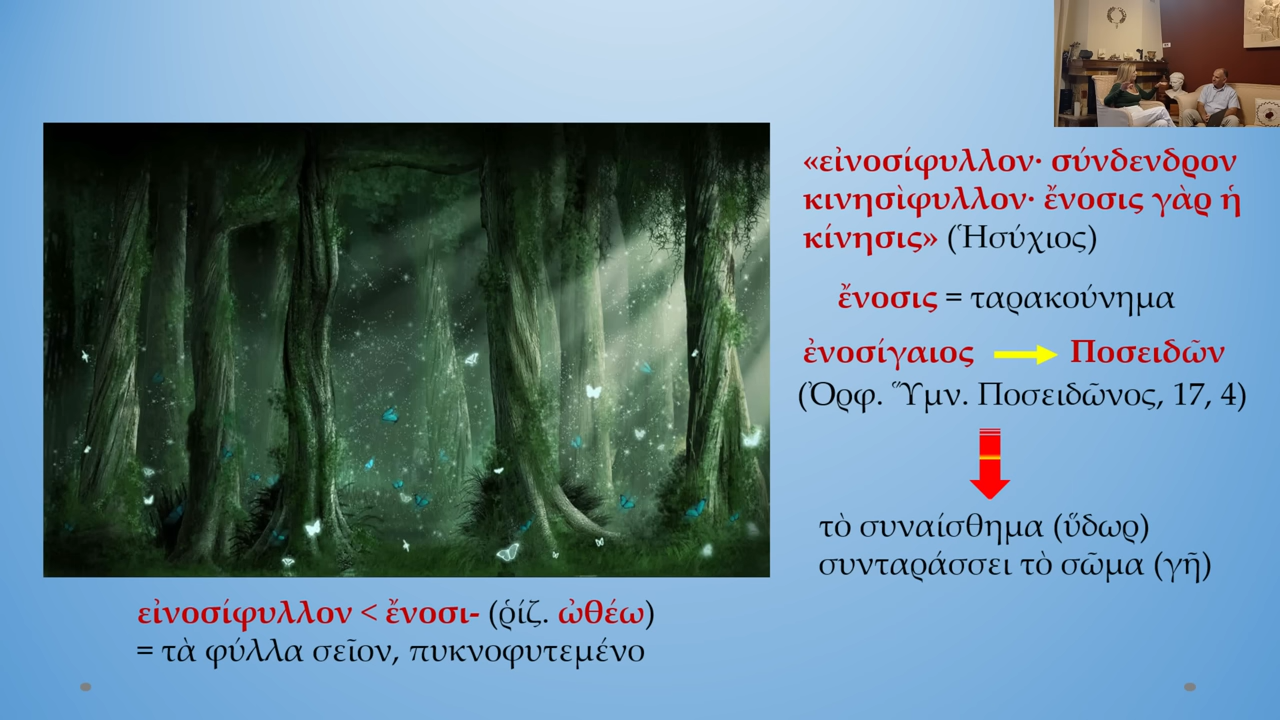 «εἰνοσίφυλλον· σύνδενδρον
κινησὶφυλλον· ἔνοσις γὰρ ἡ
κίνησις» (Ἡσύχιος)
ἔνοσις = ταρακούνημα
ἐνοσίγαιος Ποσειδῶν
(Ὀρφ. Ὕμν. Ποσειδῶνος, 17, 4)
τὸ συναίσθημα (ὕδωρ)
συνταράσσει τὸ σῶμα (γῆ)
εἰνοσίφυλλον < ἔνοσι- (ῥίζ. ὠθέω)
= τὰ φύλλα σεῖον, πυκνοφυτεμένο